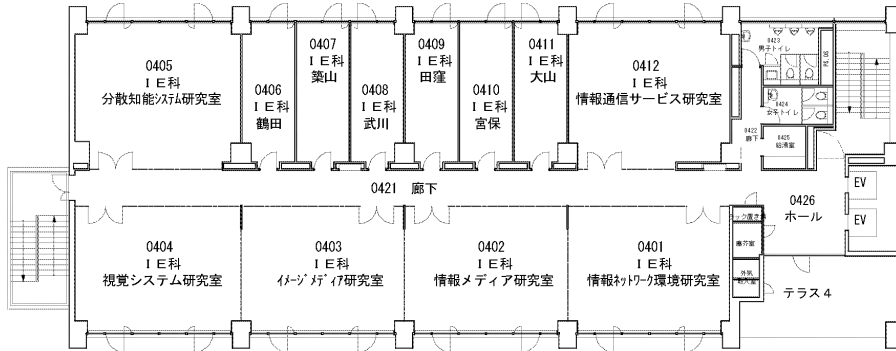 0405
ＩＥ科
分散知能ｼｽﾃﾑ研究室
0406
ＩＥ科
鶴田
0407
ＩＥ科
築山
0408
ＩＥ科
武川
0409
ＩＥ科
田窪
0410
ＩＥ科
宮保
0411
ＩＥ科
大山
0412
ＩＥ科
情報通信サービス研究室
0423
男子トイレ
PS,DS
0424
女子トイレ
0422
廊下
0425
給湯室
0421 廊下
0426
ホール
EV
EV
0404
ＩＥ科
視覚システム研究室
0403
ＩＥ科
ｲﾒｰｼﾞﾒﾃﾞｨｱ研究室
0402
ＩＥ科
情報メディア研究室
0401
ＩＥ科
情報ﾈｯﾄﾜｰｸ環境研究室
塵芥室
外気
テラス４